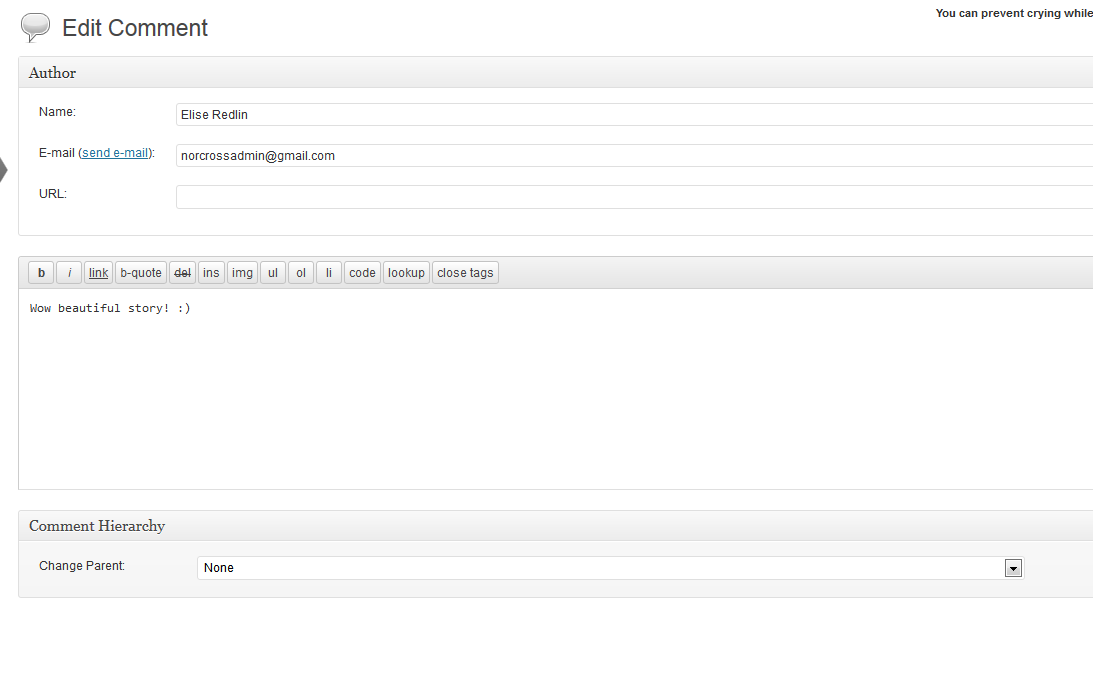 You can prevent crying while
Edit Comment
Author
Name: Elise Redlin
E-mail (send e-mail): norcrossadmin@gmail.com
URL:
b i link b-quote del ins img ul ol li code lookup close tags
Wow beautiful story! :)
Comment Hierarchy
Change Parent: None